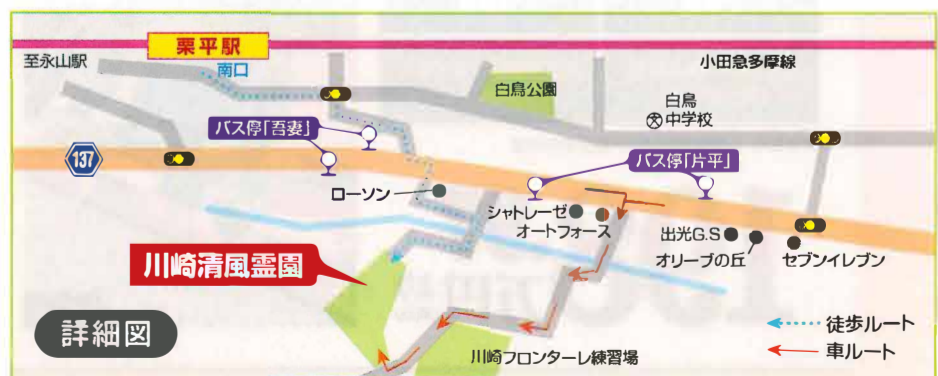 栗平駅
至永山駅
南口
小田急多摩線
白鳥公園
白鳥
中学校
バス停「吾妻」
137
バス停「片平」
ローソン
シャトレーゼ
オートフォース
出光G.S
オリーブの丘
セブンイレブン
川崎清風霊園
詳細図
川崎フロンターレ練習場
徒歩ルート
車ルート